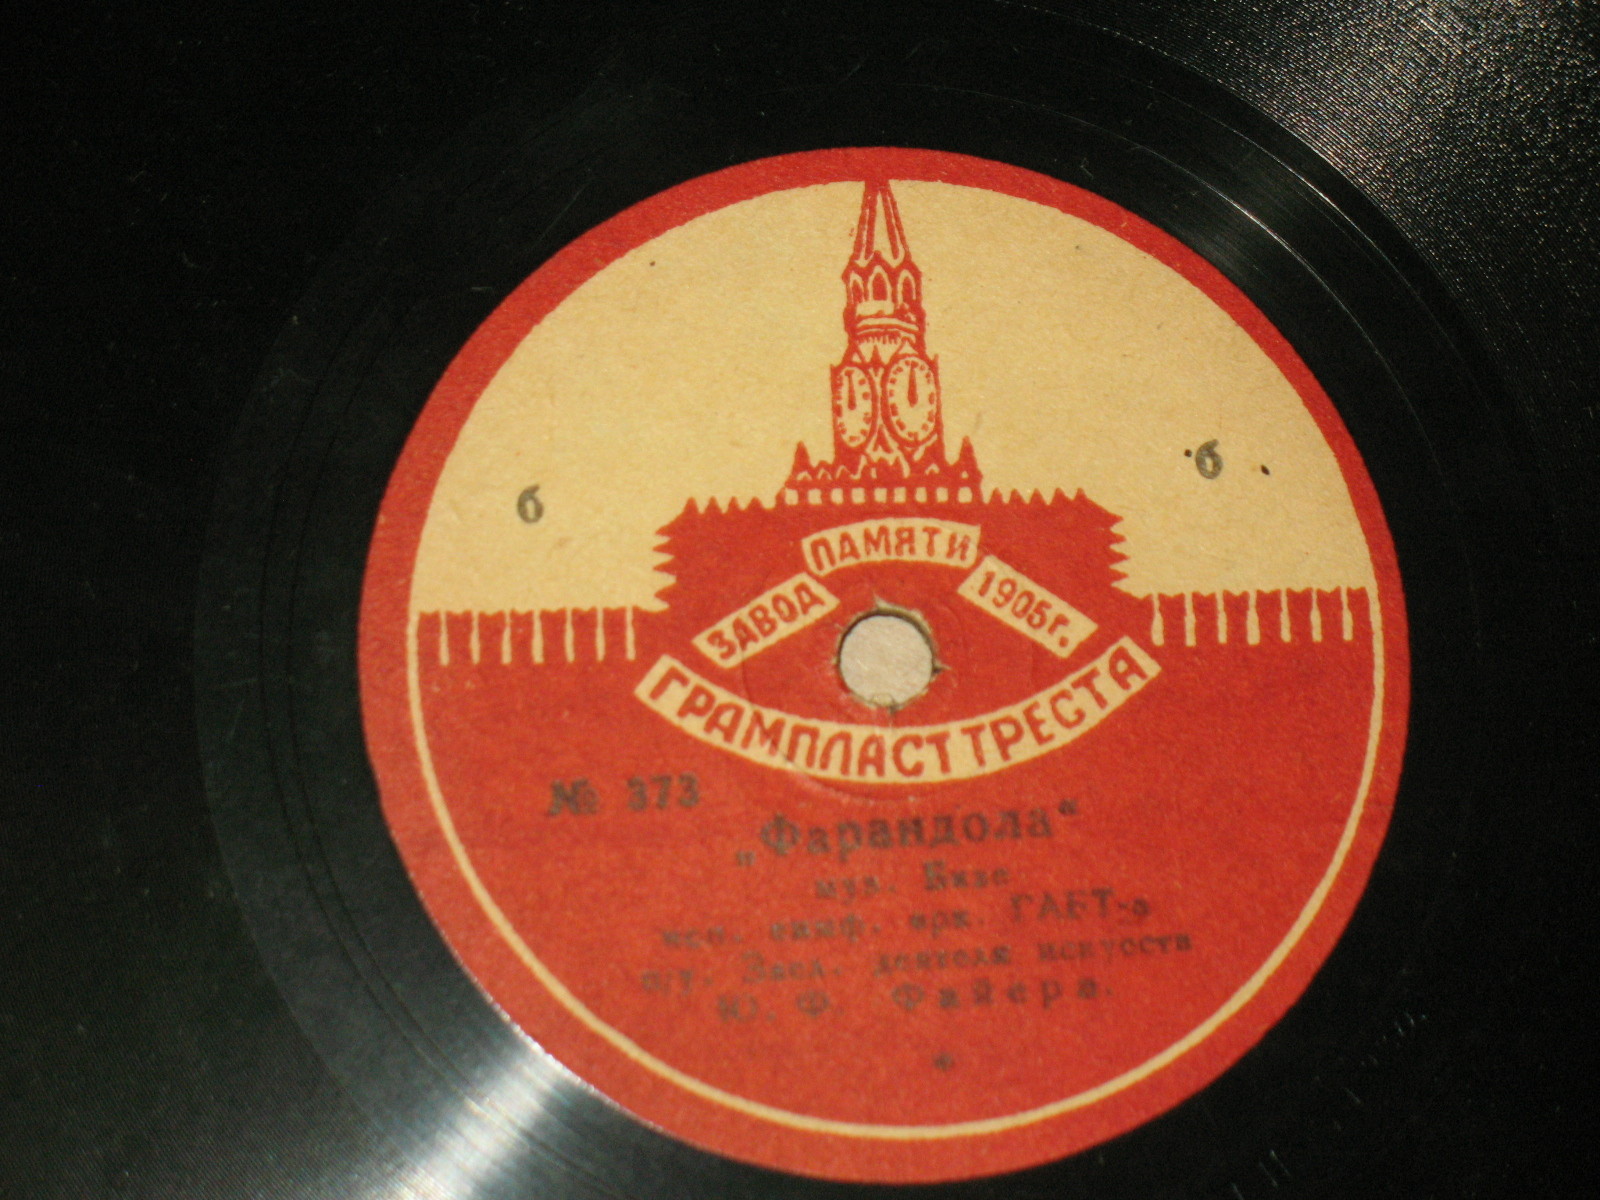 б б
ЗАВОД ПАМЯТИ 1905г.
ГРАМПЛАСТТРЕСТА
№ 373
„Фарандола“
муз. Бизе
исп. симф. орк. ГАБТ-а
п/у. Засл. деятеля искусств
Ю. Ф. Файера.
*